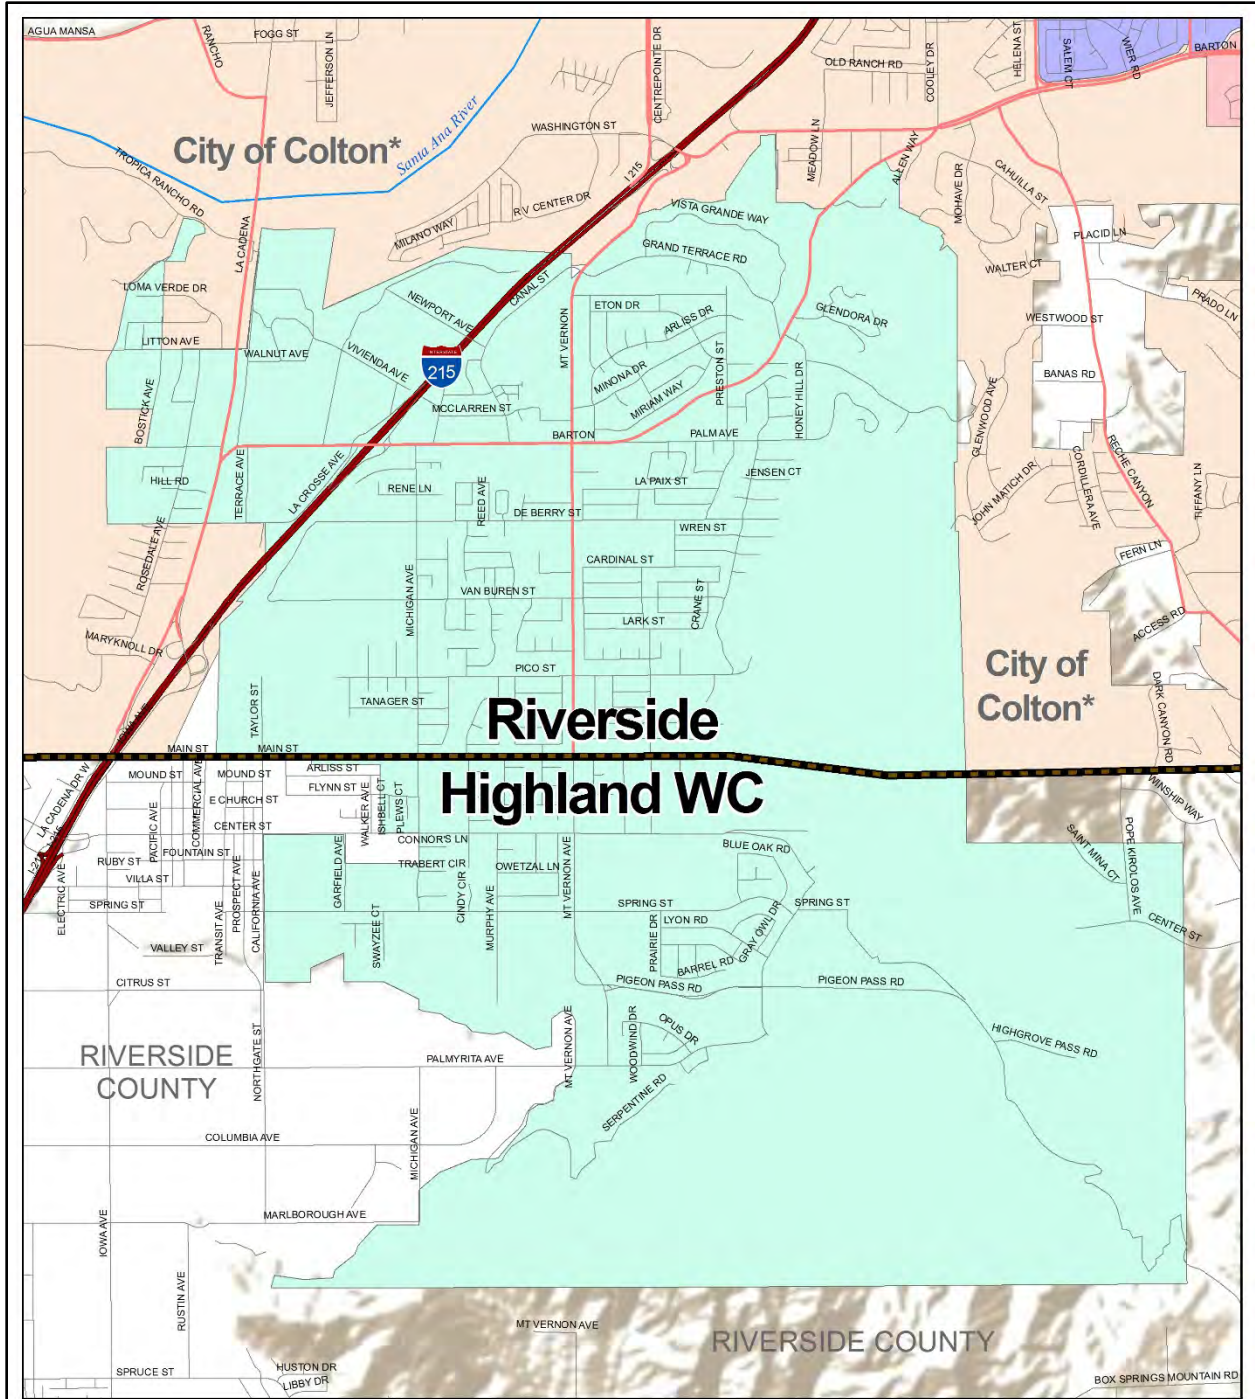 AGUA MANSA
RANCHO
FOGG ST
JEFFERSON LN
CENTREPOINTE DR
OLD RANCH RD
COOLEY DR
HELENA ST
SALEM CT
WIER RD
BARTON
City of Colton*
Santa Ana River
WASHINGTON ST
I 215
MEADOW LN
ALLEN WAY
MOHAVE DR
CAHUILLA ST
TROPICA RANCHO RD
LA CADENA
MILANO WAY
R V CENTER DR
VISTA GRANDE WAY
GRAND TERRACE RD
PLACID LN
WALTER CT
PRADO LN
LOMA VERDE DR
NEWPORT AVE
CANAL ST
MT VERNON
ETON DR
ARLISS DR
GLENDORA DR
WESTWOOD ST
LITTON AVE
WALNUT AVE
VIVIENDA AVE
INTERSTATE
215
MINONA DR
MIRIAM WAY
PRESTON ST
HONEY HILL DR
BANAS RD
BOSTICK AVE
MCCLARREN ST
BARTON
PALM AVE
GLENWOOD AVE
RECHE CANYON
HILL RD
TERRACE AVE
LA CROSSE AVE
RENE LN
REED AVE
LA PAIX ST
JENSEN CT
JOHN MATICH DR
CORDILLERA AVE
TIFFANY LN
DE BERRY ST
WREN ST
ROSEDALE AVE
MICHIGAN AVE
CARDINAL ST
FERN LN
VAN BUREN ST
CRANE ST
LARK ST
ACCESS RD
MARYKNOLL DR
PICO ST
City of
Colton*
DARK CANYON RD
TAYLOR ST
TANAGER ST
Riverside
MAIN ST
MAIN ST
Highland WC
LA CADENA DR W
MOUND ST
MOUND ST
ARLISS ST
FLYNN ST
WINSHIP WAY
COMMERCIAL AVE
E CHURCH ST
WALKER AVE
ISHBELL CT
PLEWS CT
PACIFIC AVE
CENTER ST
CONNOR'S LN
BLUE OAK RD
SAINT MINA CT
POPE KIROLOS AVE
I-215
I-215
RUBY ST
FOUNTAIN ST
TRABERT CIR
OWETZAL LN
MT VERNON AVE
ELECTRIC AVE
VILLA ST
PROSPECT AVE
GARFIELD AVE
CINDY CIR
SPRING ST
TRANSIT AVE
CALIFORNIA AVE
SWAYZEE CT
MURPHY AVE
SPRING ST
LYON RD
GRAY OWL DR
SPRING ST
CENTER ST
VALLEY ST
PRAIRIE DR
BARREL RD
CITRUS ST
PIGEON PASS RD
PIGEON PASS RD
RIVERSIDE
COUNTY
NORTHGATE ST
PALMYRITA AVE
MT VERNON AVE
WOODWIND DR
OPUS DR
HIGHGROVE PASS RD
SERPENTINE RD
COLUMBIA AVE
MICHIGAN AVE
MARLBOROUGH AVE
IOWA AVE
RUSTIN AVE
MT VERNON AVE
RIVERSIDE COUNTY
SPRUCE ST
HUSTON DR
LIBBY DR
BOX SPRINGS MOUNTAIN RD